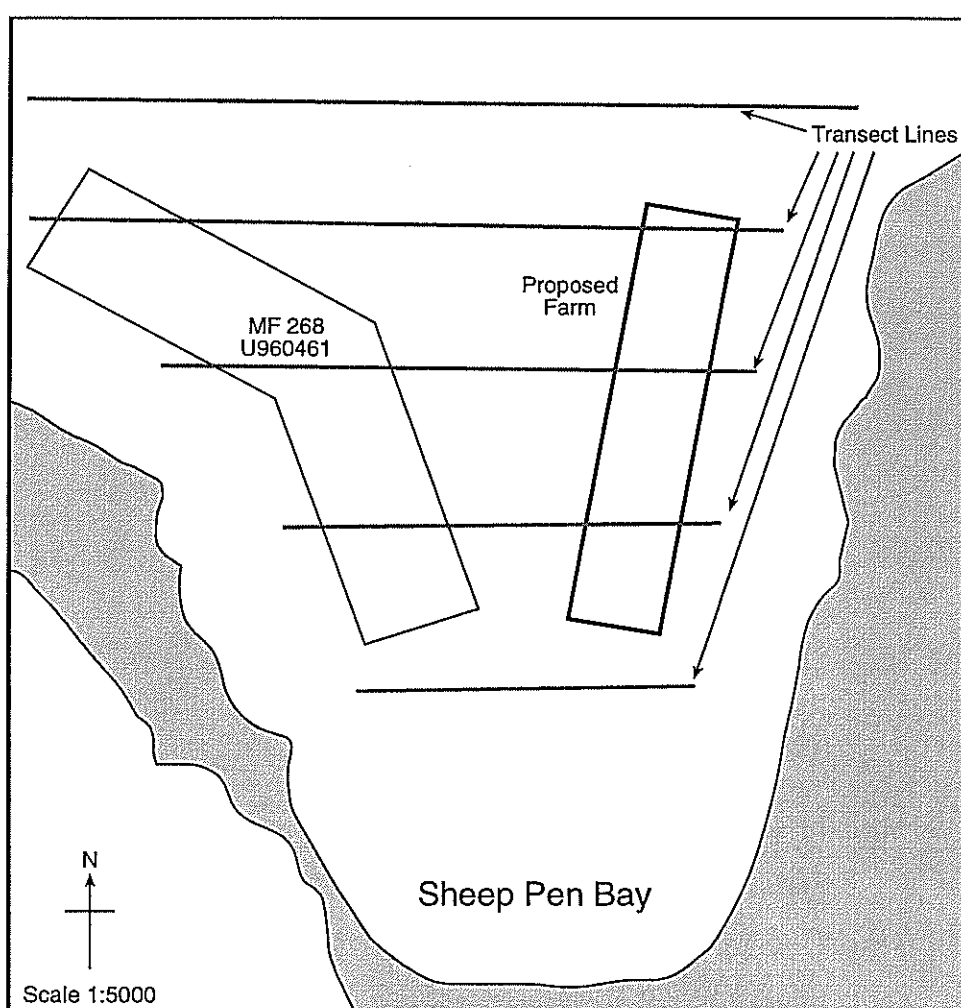 Transect Lines
Proposed
Farm
MF 268
U960461
Sheep Pen Bay
N
Scale 1:5000